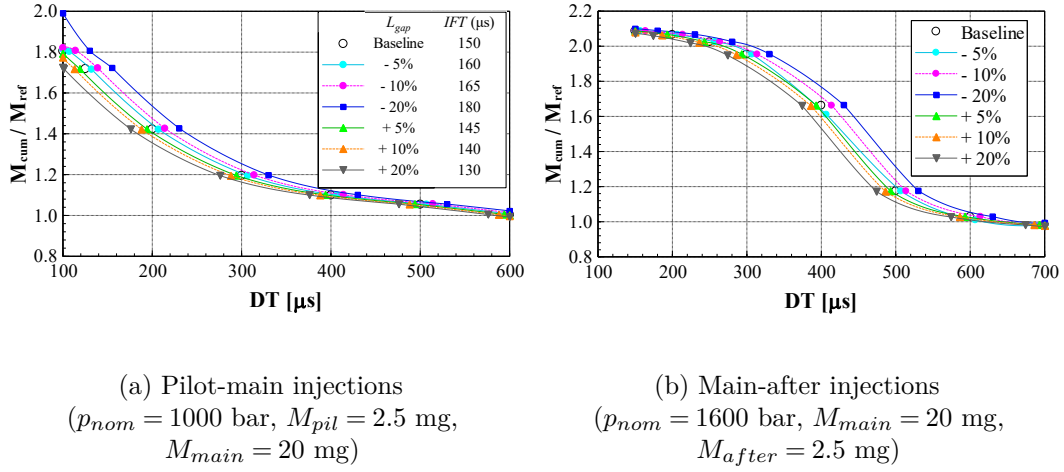 M_cum / M_ref
2.0
1.8
1.6
1.4
1.2
1.0
0.8
100 200 300 400 500 600
DT [μs]
L_gap IFT (μs)
Baseline 150
- 5% 160
- 10% 165
- 20% 180
+ 5% 145
+ 10% 140
+ 20% 130
M_cum / M_ref
2.2
2.0
1.8
1.6
1.4
1.2
1.0
0.8
100 200 300 400 500 600 700
DT [μs]
Baseline
- 5%
- 10%
- 20%
+ 5%
+ 10%
+ 20%
(a) Pilot-main injections
(p_nom = 1000 bar, M_pil = 2.5 mg,
M_main = 20 mg)
(b) Main-after injections
(p_nom = 1600 bar, M_main = 20 mg,
M_after = 2.5 mg)